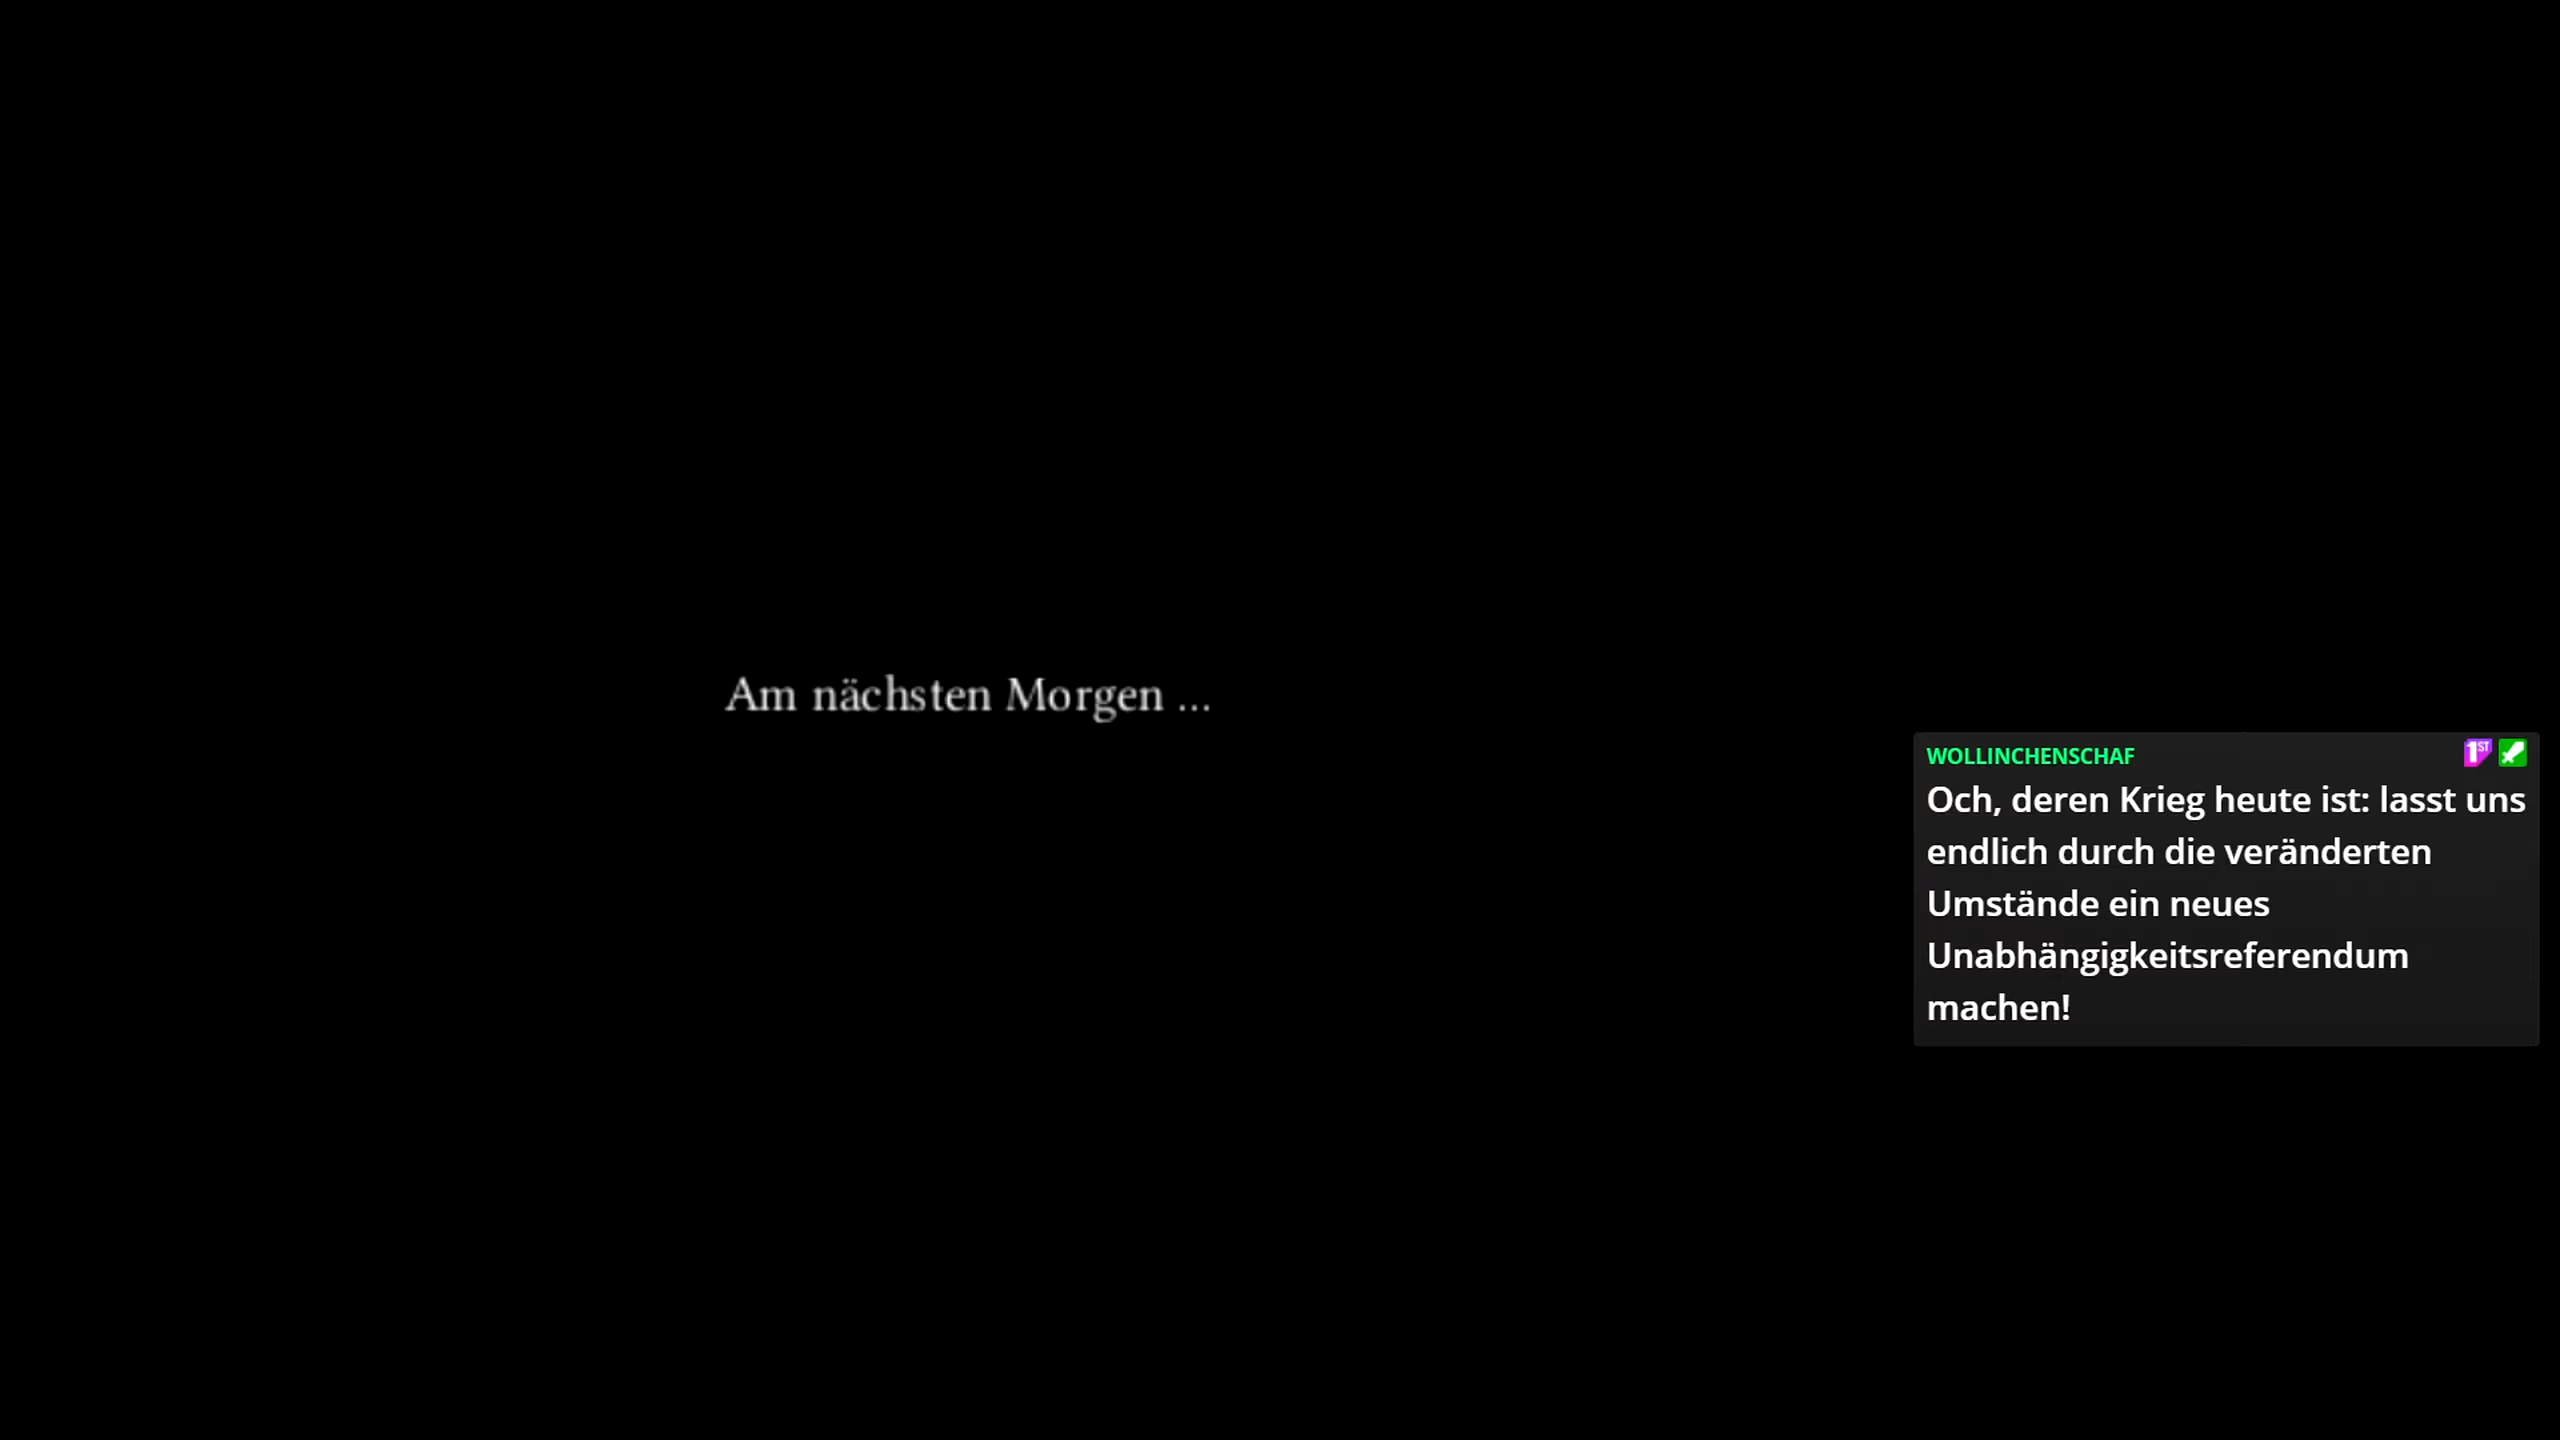 Am nächsten Morgen ...
WOLLINCHENSCHAF
1ST
Och, deren Krieg heute ist: lasst uns
endlich durch die veränderten
Umstände ein neues
Unabhängigkeitsreferendum
machen!